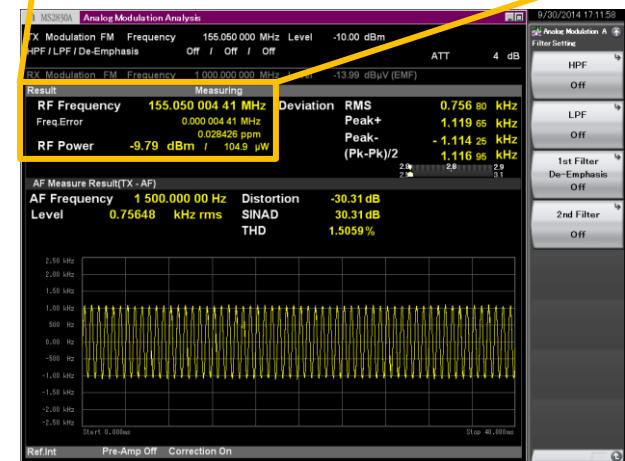 MS2830A Analog Modulation Analysis 9/30/2014 17:11:58
TX Modulation FM Frequency 155.050 000 MHz Level -10.00 dBm
HPF / LPF / De-Emphasis Off / Off / Off
ATT 4 dB
RX Modulation FM Frequency 1 000.000 000 MHz Level -13.99 dBµV (EMF)
Result Measuring
RF Frequency 155.050 004 41 MHz Deviation RMS 0.756 80 kHz
Freq.Error 0.000 004 41 MHz Peak+ 1.119 65 kHz
0.028426 ppm Peak- - 1.114 25 kHz
RF Power -9.79 dBm / 104.9 µW (Pk-Pk)/2 1.116 95 kHz
2.8 2.9
3.1
AF Measure Result(TX - AF)
AF Frequency 1 500.000 00 Hz Distortion -30.31 dB
Level 0.75648 kHz rms SINAD 30.31 dB
THD 1.5059 %
2.50 kHz
2.00 kHz
1.50 kHz
1.00 kHz
500 Hz
0.00 Hz
-500 Hz
-1.00 kHz
-1.50 kHz
-2.00 kHz
-2.50 kHz
Start 0.000ms Stop 40.000ms
Ref.Int Pre-Amp Off Correction On
Analog Modulation A
Filter Setting
HPF
Off
LPF
Off
1st Filter
De-Emphasis
Off
2nd Filter
Off